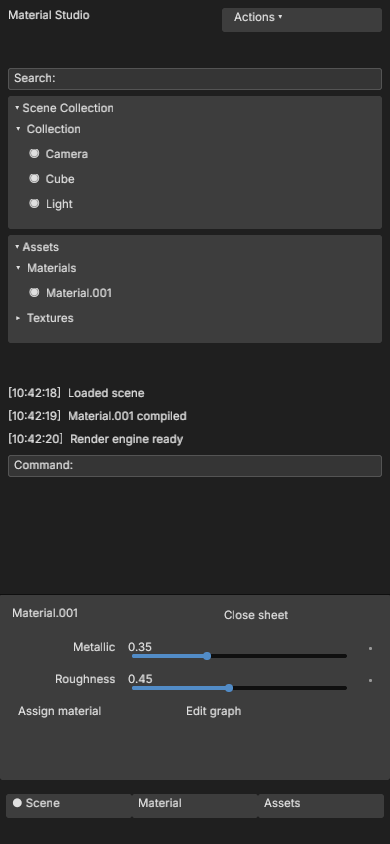 Material Studio
Actions
Search:
Scene Collection
Collection
Camera
Cube
Light
Assets
Materials
Material.001
Textures
[10:42:18] Loaded scene
[10:42:19] Material.001 compiled
[10:42:20] Render engine ready
Command:
Material.001
Close sheet
Metallic 0.35
Roughness 0.45
Assign material
Edit graph
Scene
Material
Assets